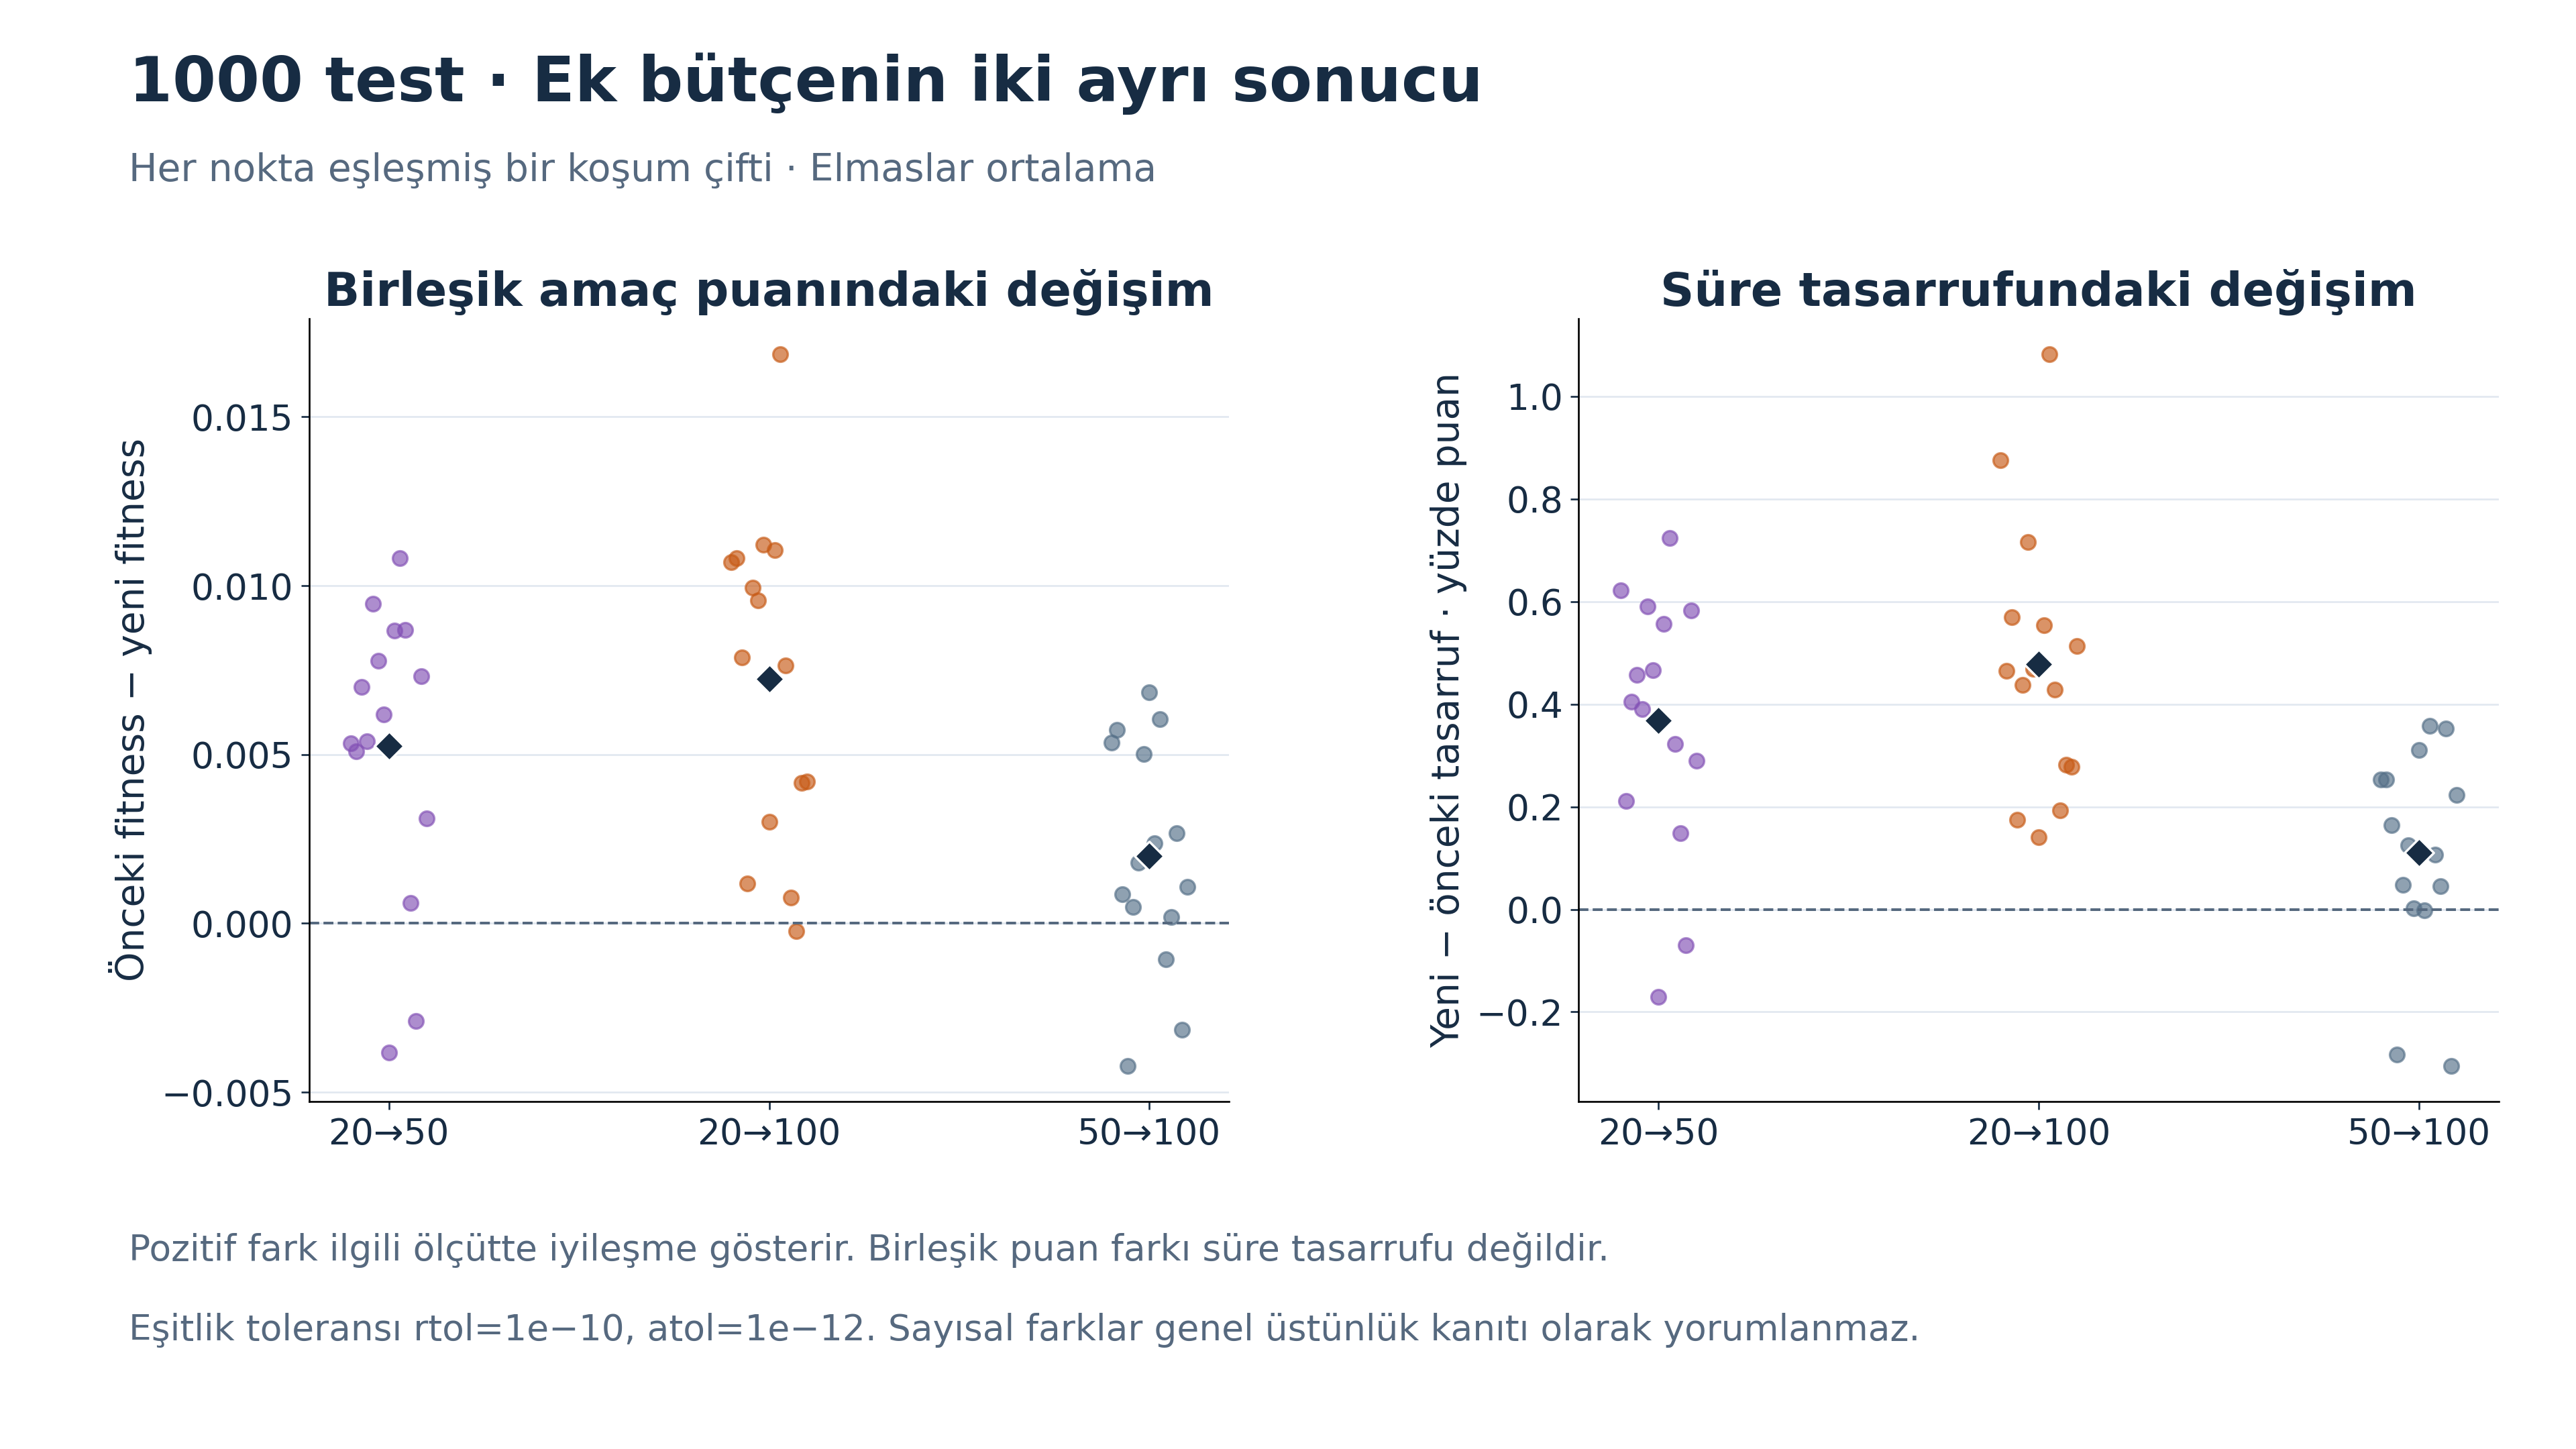 1000 test · Ek bütçenin iki ayrı sonucu
Her nokta eşleşmiş bir koşum çifti · Elmaslar ortalama
Birleşik amaç puanındaki değişim
Önceki fitness − yeni fitness
0.015
0.010
0.005
0.000
−0.005
20→50
20→100
50→100
Süre tasarrufundaki değişim
Yeni − önceki tasarruf · yüzde puan
1.0
0.8
0.6
0.4
0.2
0.0
−0.2
20→50
20→100
50→100
Pozitif fark ilgili ölçütte iyileşme gösterir. Birleşik puan farkı süre tasarrufu değildir.
Eşitlik toleransı rtol=1e−10, atol=1e−12. Sayısal farklar genel üstünlük kanıtı olarak yorumlanmaz.